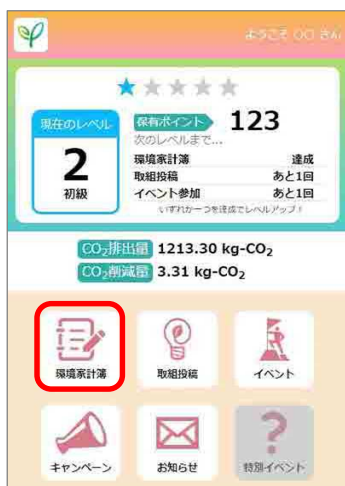 ようこそ 〇〇 さん
現在のレベル
2
初級
保有ポイント 123
次のレベルまで...
環境家計簿 達成
取組投稿 あと1回
イベント参加 あと1回
いずれか一つを達成でレベルアップ!
CO₂排出量 1213.30 kg-CO₂
CO₂削減量 3.31 kg-CO₂
環境家計簿
取組投稿
イベント
キャンペーン
お知らせ
?
特別イベント